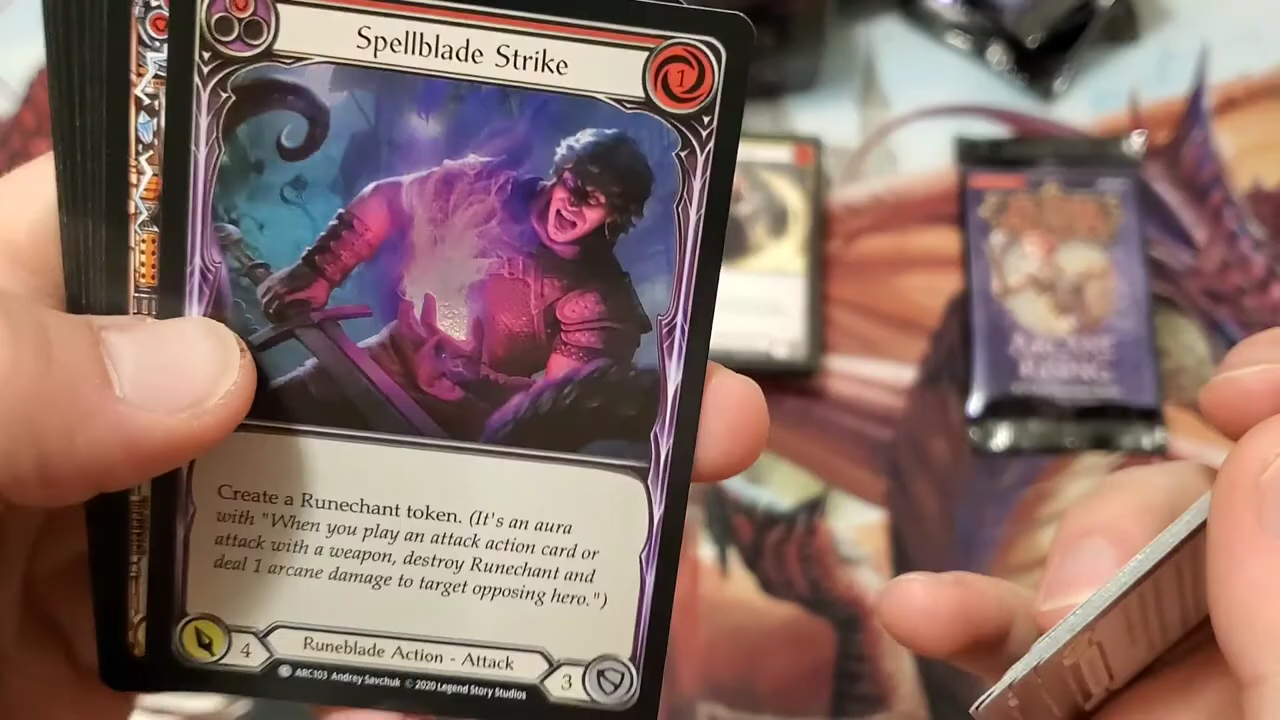 Spellblade Strike
1
Create a Runechant token. (It's an aura
with "When you play an attack action card or
attack with a weapon, destroy Runechant and
deal 1 arcane damage to target opposing hero.")
4 Runeblade Action - Attack 3
C ARC103 Andrey Savchuk © 2020 Legend Story Studios
ARCANE
RISING